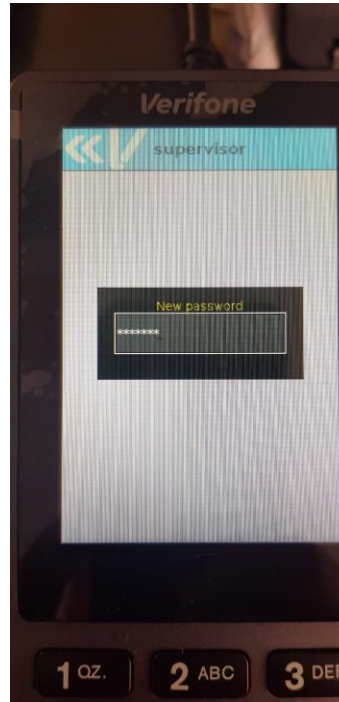 Verifone
supervisor
New password
*******
1 QZ.
2 ABC
3 DEF